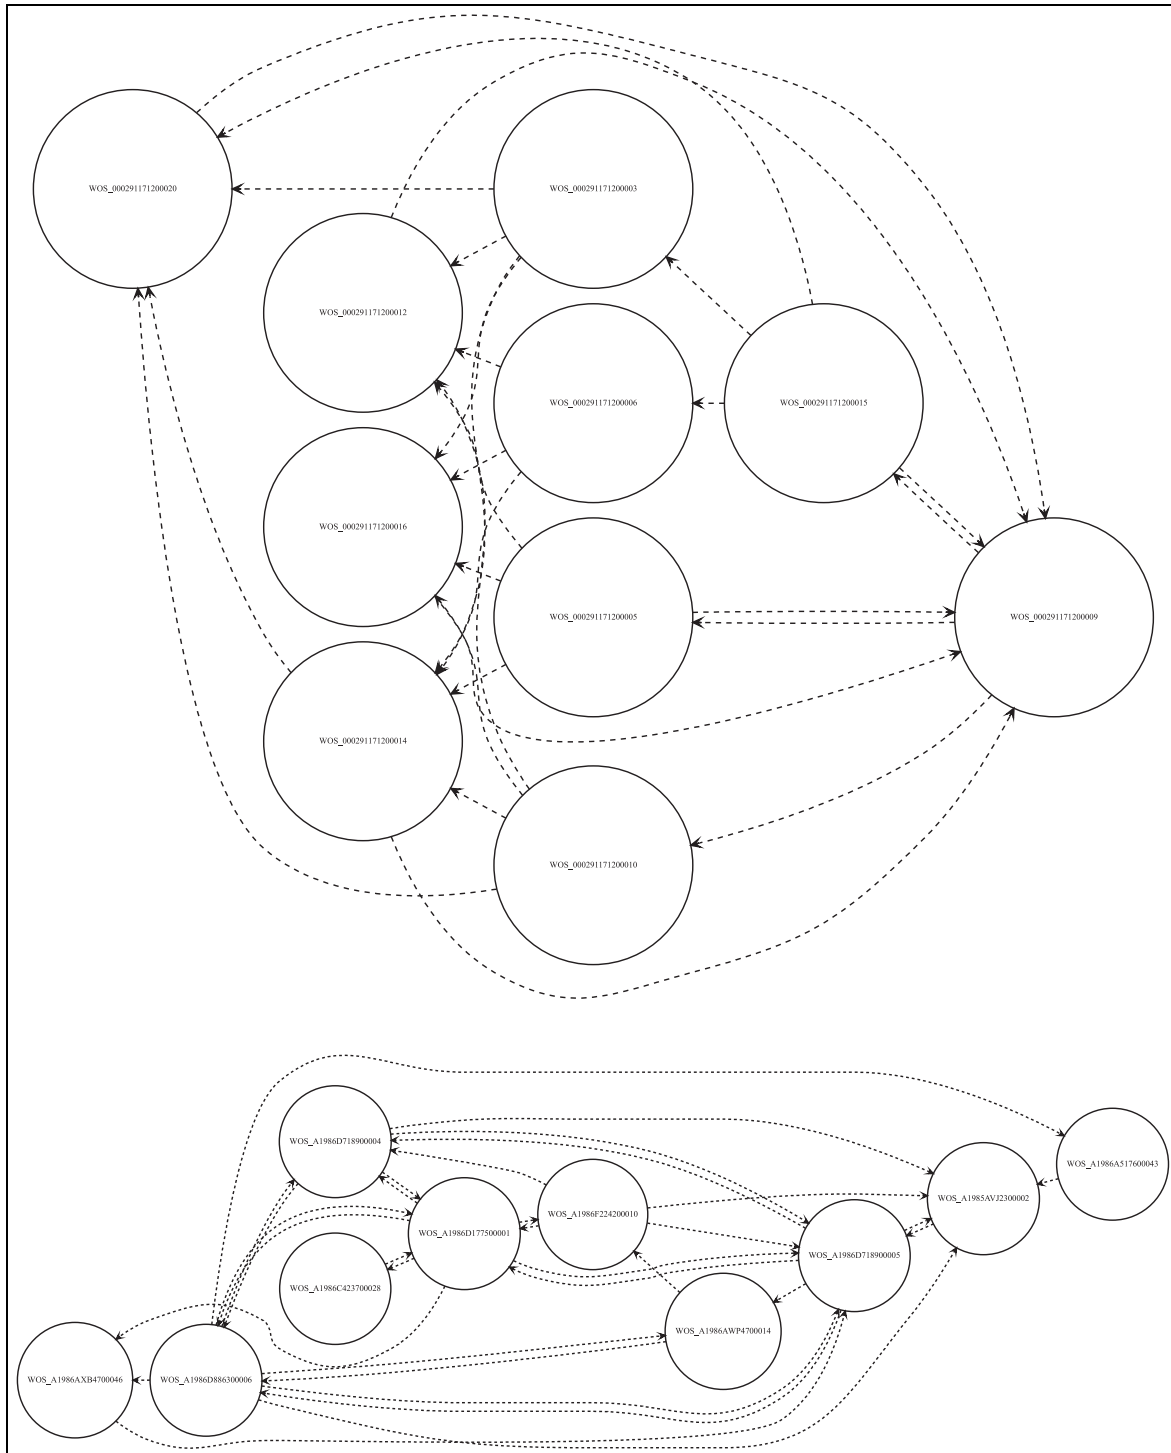 WOS_000291171200020
WOS_000291171200003
WOS_000291171200012
WOS_000291171200006
WOS_000291171200015
WOS_000291171200016
WOS_000291171200005
WOS_000291171200009
WOS_000291171200014
WOS_000291171200010
WOS_A1986D718900004
WOS_A1986A517600043
WOS_A1985AVJ2300002
WOS_A1986F224200010
WOS_A1986D177500001
WOS_A1986D718900005
WOS_A1986C423700028
WOS_A1986AWP4700014
WOS_A1986AXB4700046
WOS_A1986D886300006